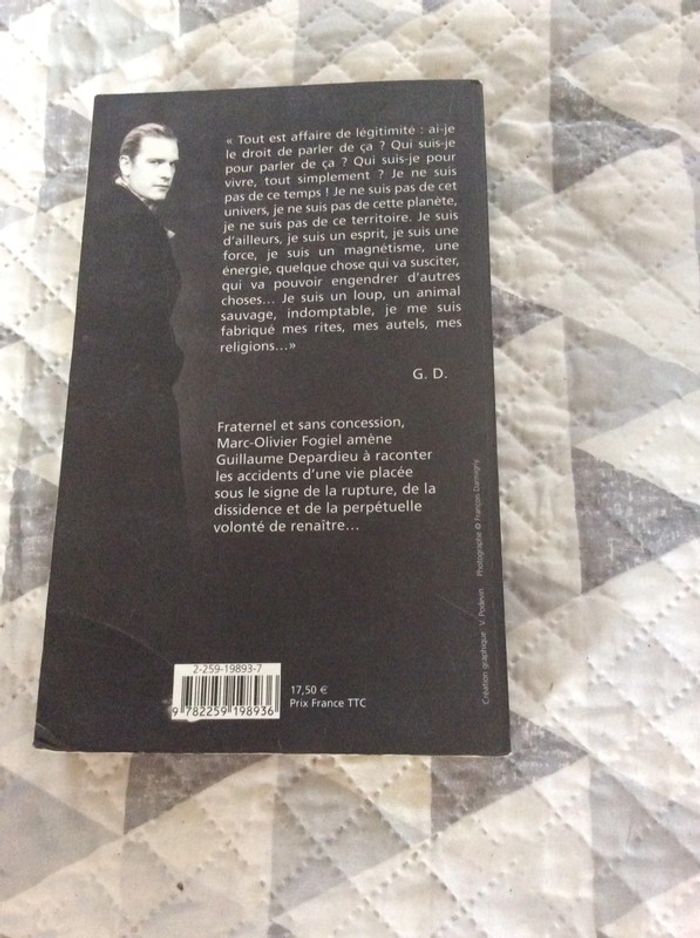 « Tout est affaire de légitimité : ai-je
le droit de parler de ça ? Qui suis-je
pour parler de ça ? Qui suis-je pour
vivre, tout simplement ? Je ne suis
pas de ce temps ! Je ne suis pas de cet
univers, je ne suis pas de cette planète,
je ne suis pas de ce territoire. Je suis
d'ailleurs, je suis un esprit, je suis une
force, je suis un magnétisme, une
énergie, quelque chose qui va susciter,
qui va pouvoir engendrer d'autres
choses... Je suis un loup, un animal
sauvage, indomptable, je me suis
fabriqué mes rites, mes autels, mes
religions...»
G. D.
Fraternel et sans concession,
Marc-Olivier Fogiel amène
Guillaume Depardieu à raconter
les accidents d'une vie placée
sous le signe de la rupture, de la
dissidence et de la perpétuelle
volonté de renaître...
2-259-19893-7
9 782259 198936
17,50 €
Prix France TTC
Création graphique : V. Podevin Photographe © François Darmigny